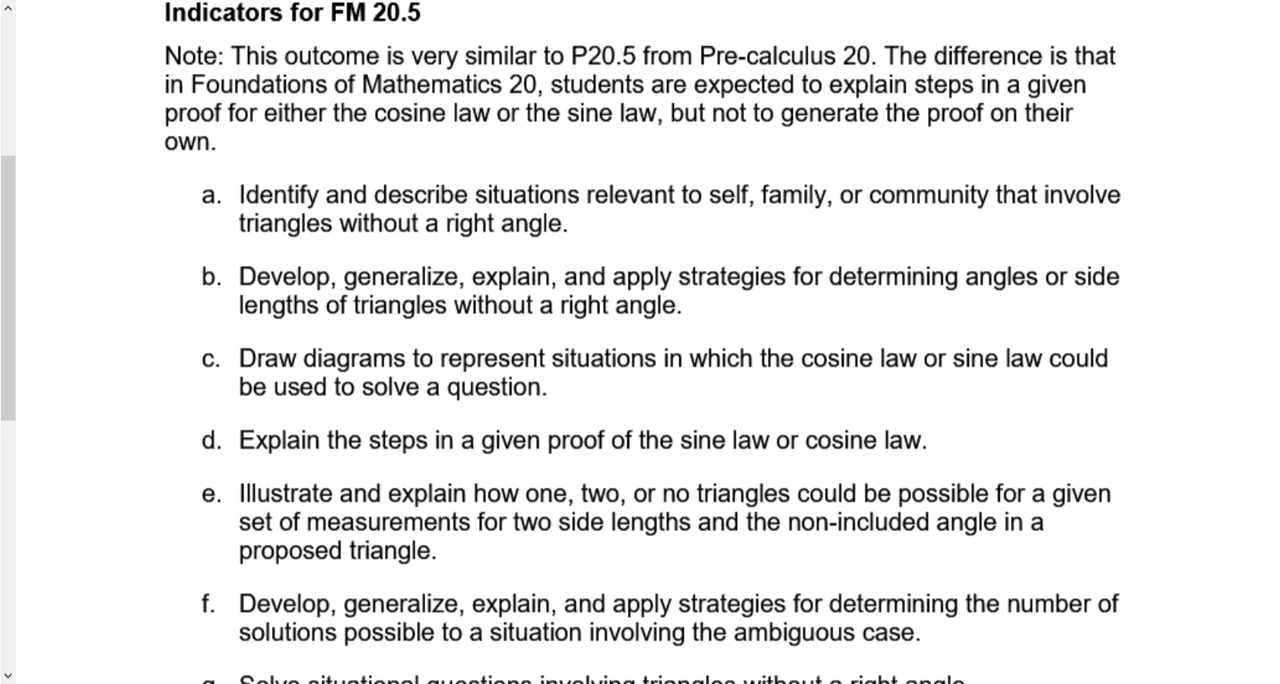 Indicators for FM 20.5
Note: This outcome is very similar to P20.5 from Pre-calculus 20. The difference is that
in Foundations of Mathematics 20, students are expected to explain steps in a given
proof for either the cosine law or the sine law, but not to generate the proof on their
own.
a. Identify and describe situations relevant to self, family, or community that involve
triangles without a right angle.
b. Develop, generalize, explain, and apply strategies for determining angles or side
lengths of triangles without a right angle.
c. Draw diagrams to represent situations in which the cosine law or sine law could
be used to solve a question.
d. Explain the steps in a given proof of the sine law or cosine law.
e. Illustrate and explain how one, two, or no triangles could be possible for a given
set of measurements for two side lengths and the non-included angle in a
proposed triangle.
f. Develop, generalize, explain, and apply strategies for determining the number of
solutions possible to a situation involving the ambiguous case.
g. Solve situational questions involving triangles without a right angle.